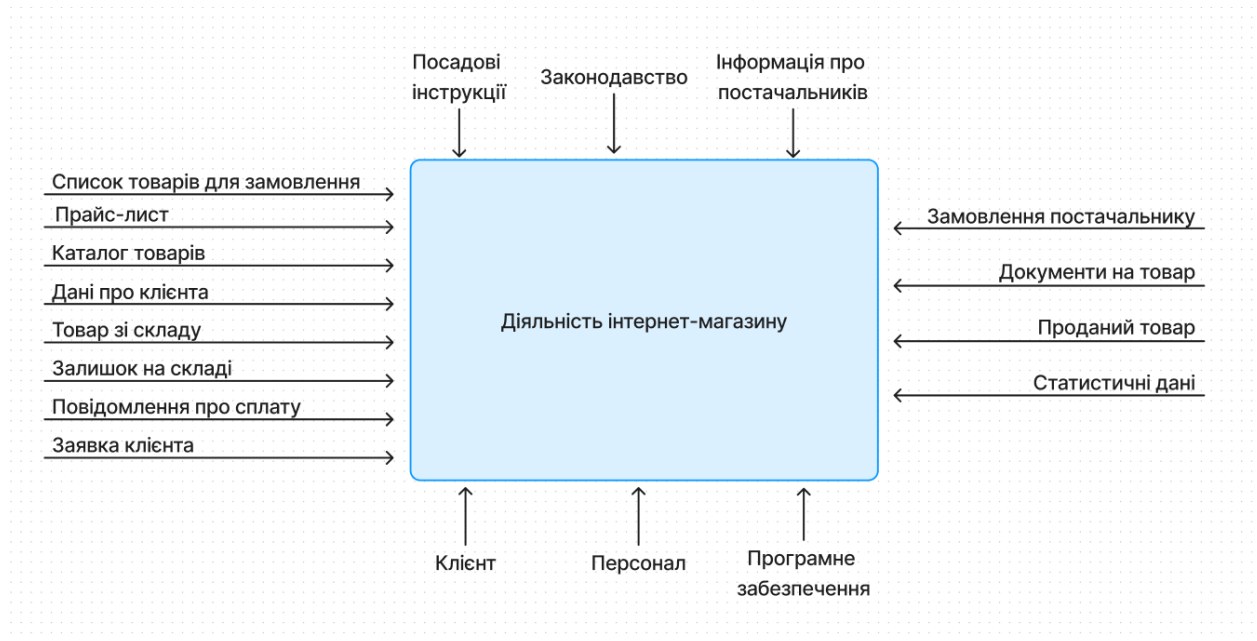 Посадові
інструкції
Законодавство
Інформація про
постачальників
Список товарів для замовлення
Прайс-лист
Каталог товарів
Дані про клієнта
Товар зі складу
Залишок на складі
Повідомлення про сплату
Заявка клієнта
Діяльність інтернет-магазину
Замовлення постачальнику
Документи на товар
Проданий товар
Статистичні дані
Клієнт
Персонал
Програмне
забезпечення